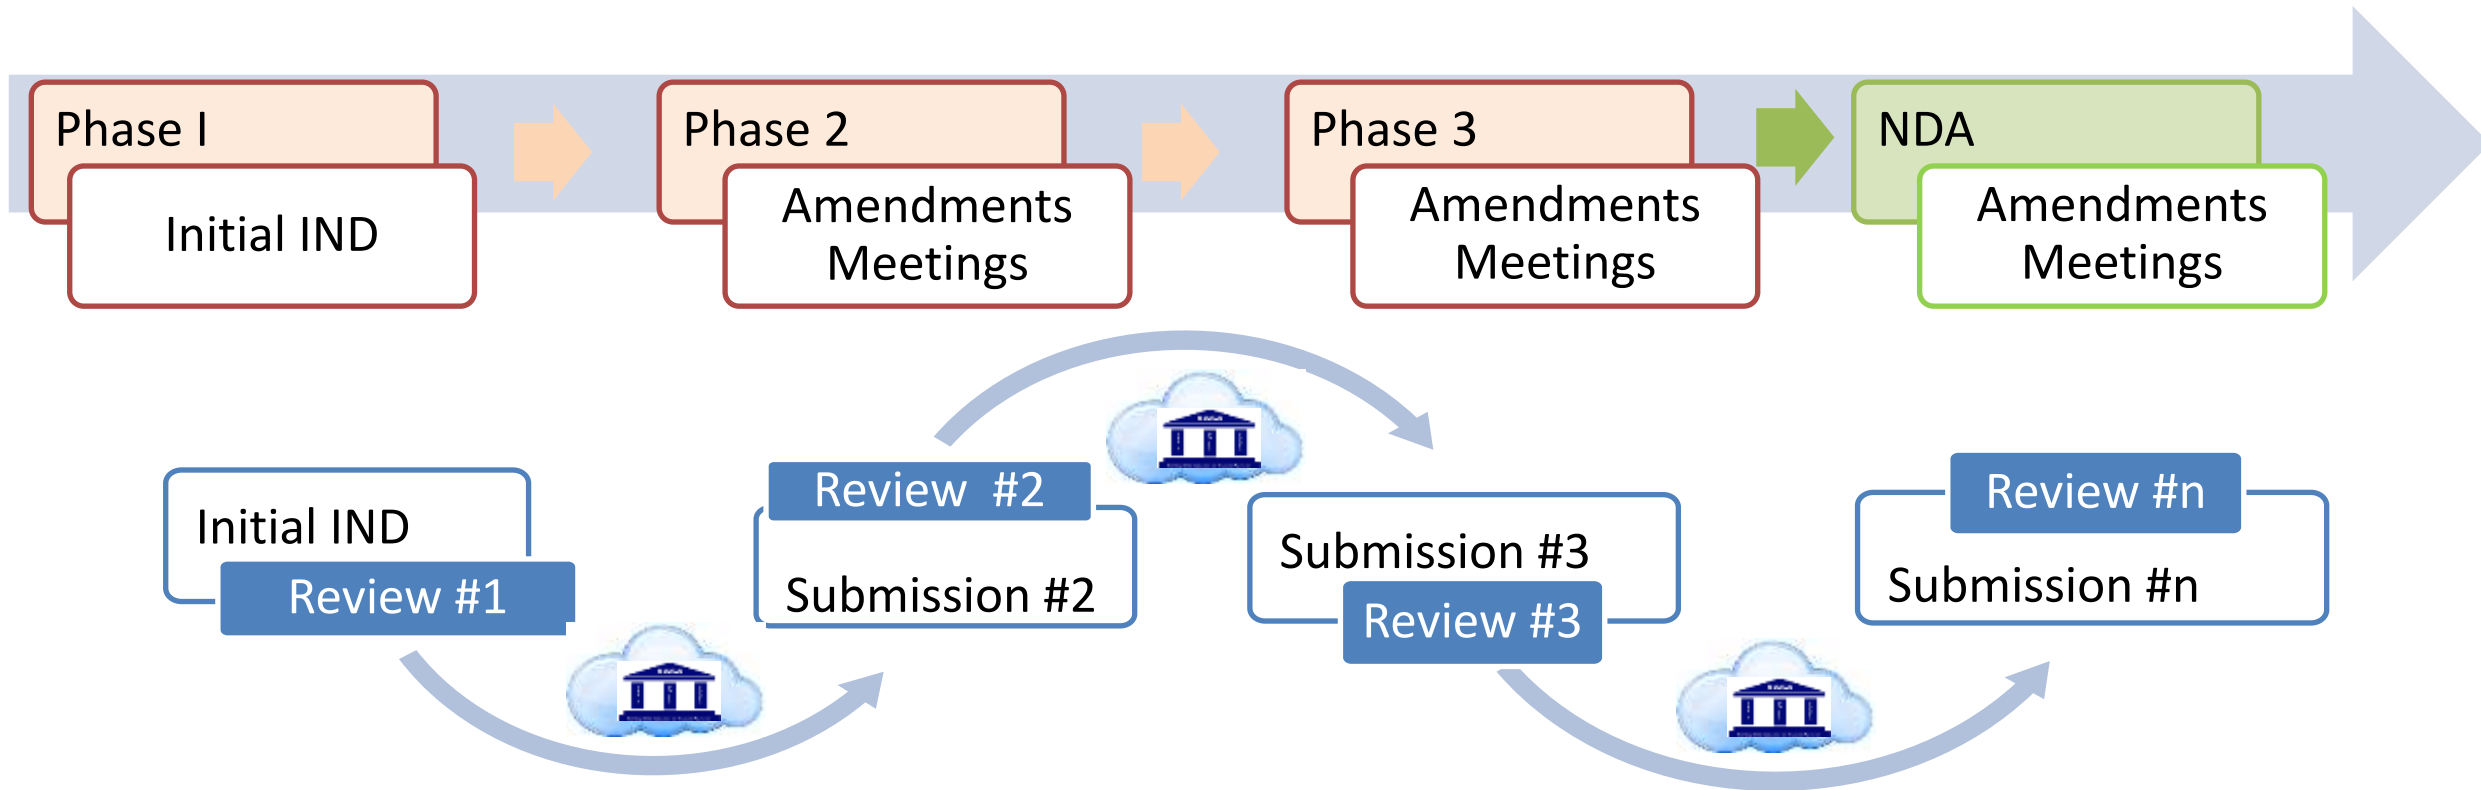 Phase I
Initial IND
Phase 2
Amendments
Meetings
Phase 3
Amendments
Meetings
NDA
Amendments
Meetings
Initial IND
Review #1
Review #2
Submission #2
Submission #3
Review #3
Review #n
Submission #n